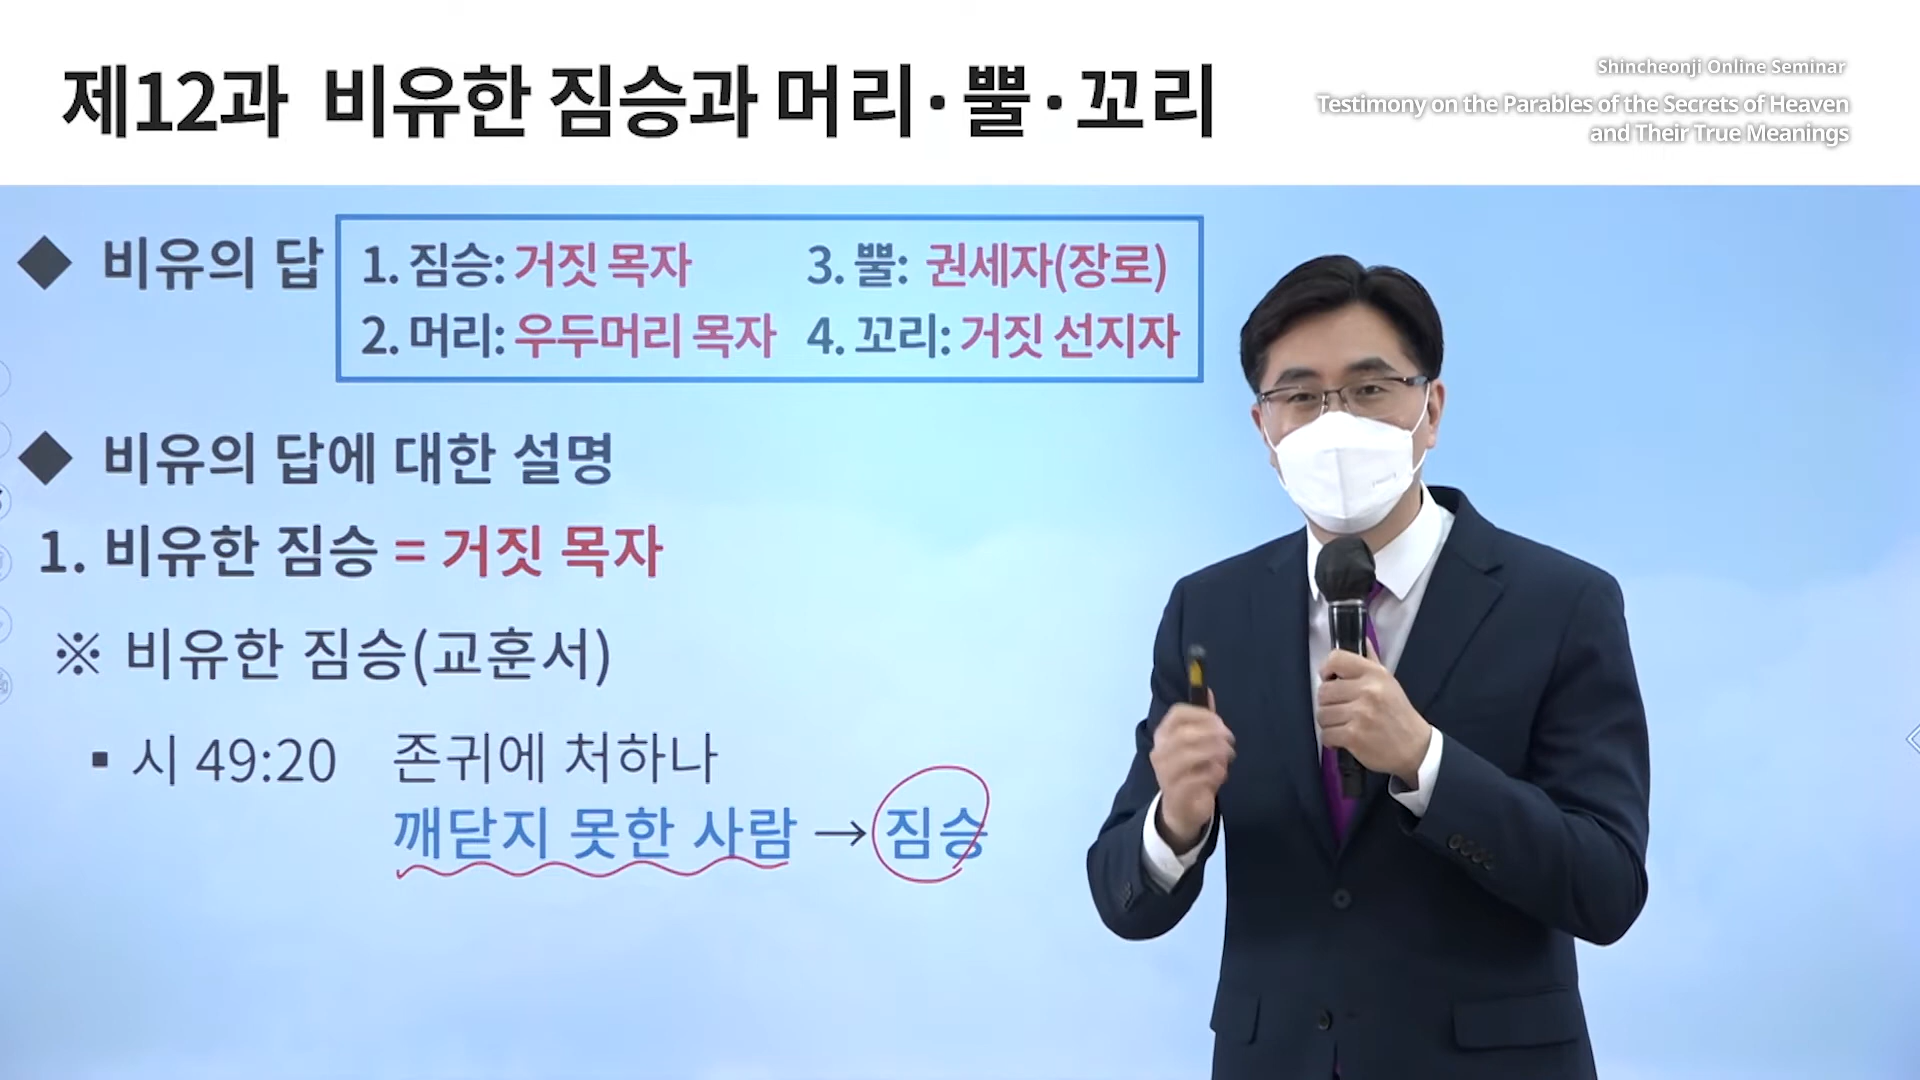 제12과 비유한 짐승과 머리·뿔·꼬리
Shincheonji Online Seminar
Testimony on the Parables of the Secrets of Heaven
and Their True Meanings
◆ 비유의 답
1. 짐승: 거짓 목자
3. 뿔: 권세자(장로)
2. 머리: 우두머리 목자
4. 꼬리: 거짓 선지자
◆ 비유의 답에 대한 설명
1. 비유한 짐승 = 거짓 목자
※ 비유한 짐승(교훈서)
▪ 시 49:20 존귀에 처하나
깨닫지 못한 사람 → 짐승